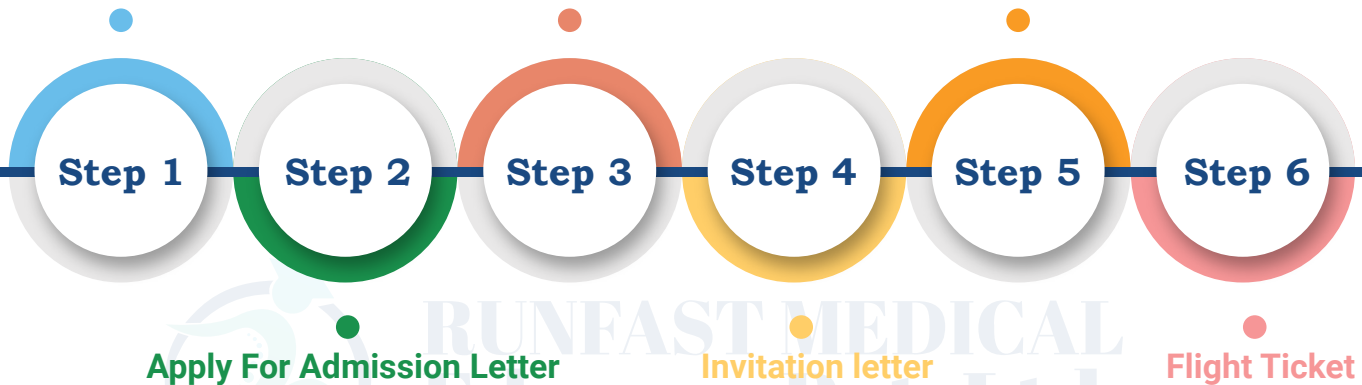 Step 1 Step 2 Step 3 Step 4 Step 5 Step 6
RUNFAST MEDICAL
Apply For Admission Letter Invitation letter Flight Ticket